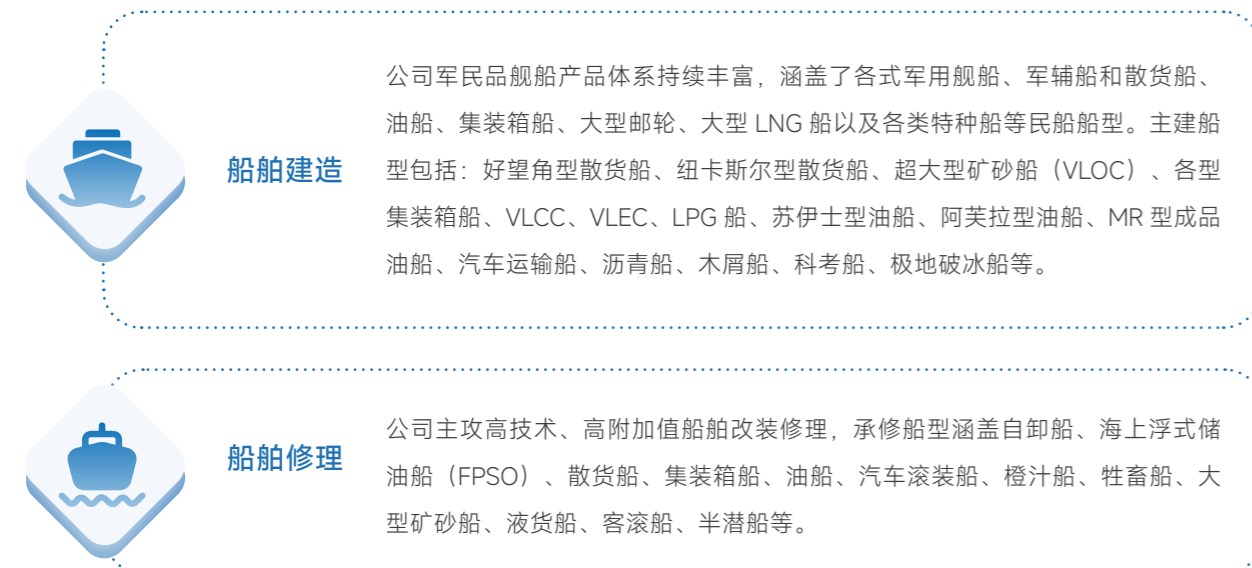 公司军民品舰船产品体系持续丰富，涵盖了各式军用舰船、军辅船和散货船、
油船、集装箱船、大型邮轮、大型 LNG 船以及各类特种船等民船船型。主建船
船舶建造
型包括：好望角型散货船、纽卡斯尔型散货船、超大型矿砂船（VLOC）、各型
集装箱船、VLCC、VLEC、LPG 船、苏伊士型油船、阿芙拉型油船、MR 型成品
油船、汽车运输船、沥青船、木屑船、科考船、极地破冰船等。
船舶修理
公司主攻高技术、高附加值船舶改装修理，承修船型涵盖自卸船、海上浮式储
油船（FPSO）、散货船、集装箱船、油船、汽车滚装船、橙汁船、牲畜船、大
型矿砂船、液货船、客滚船、半潜船等。